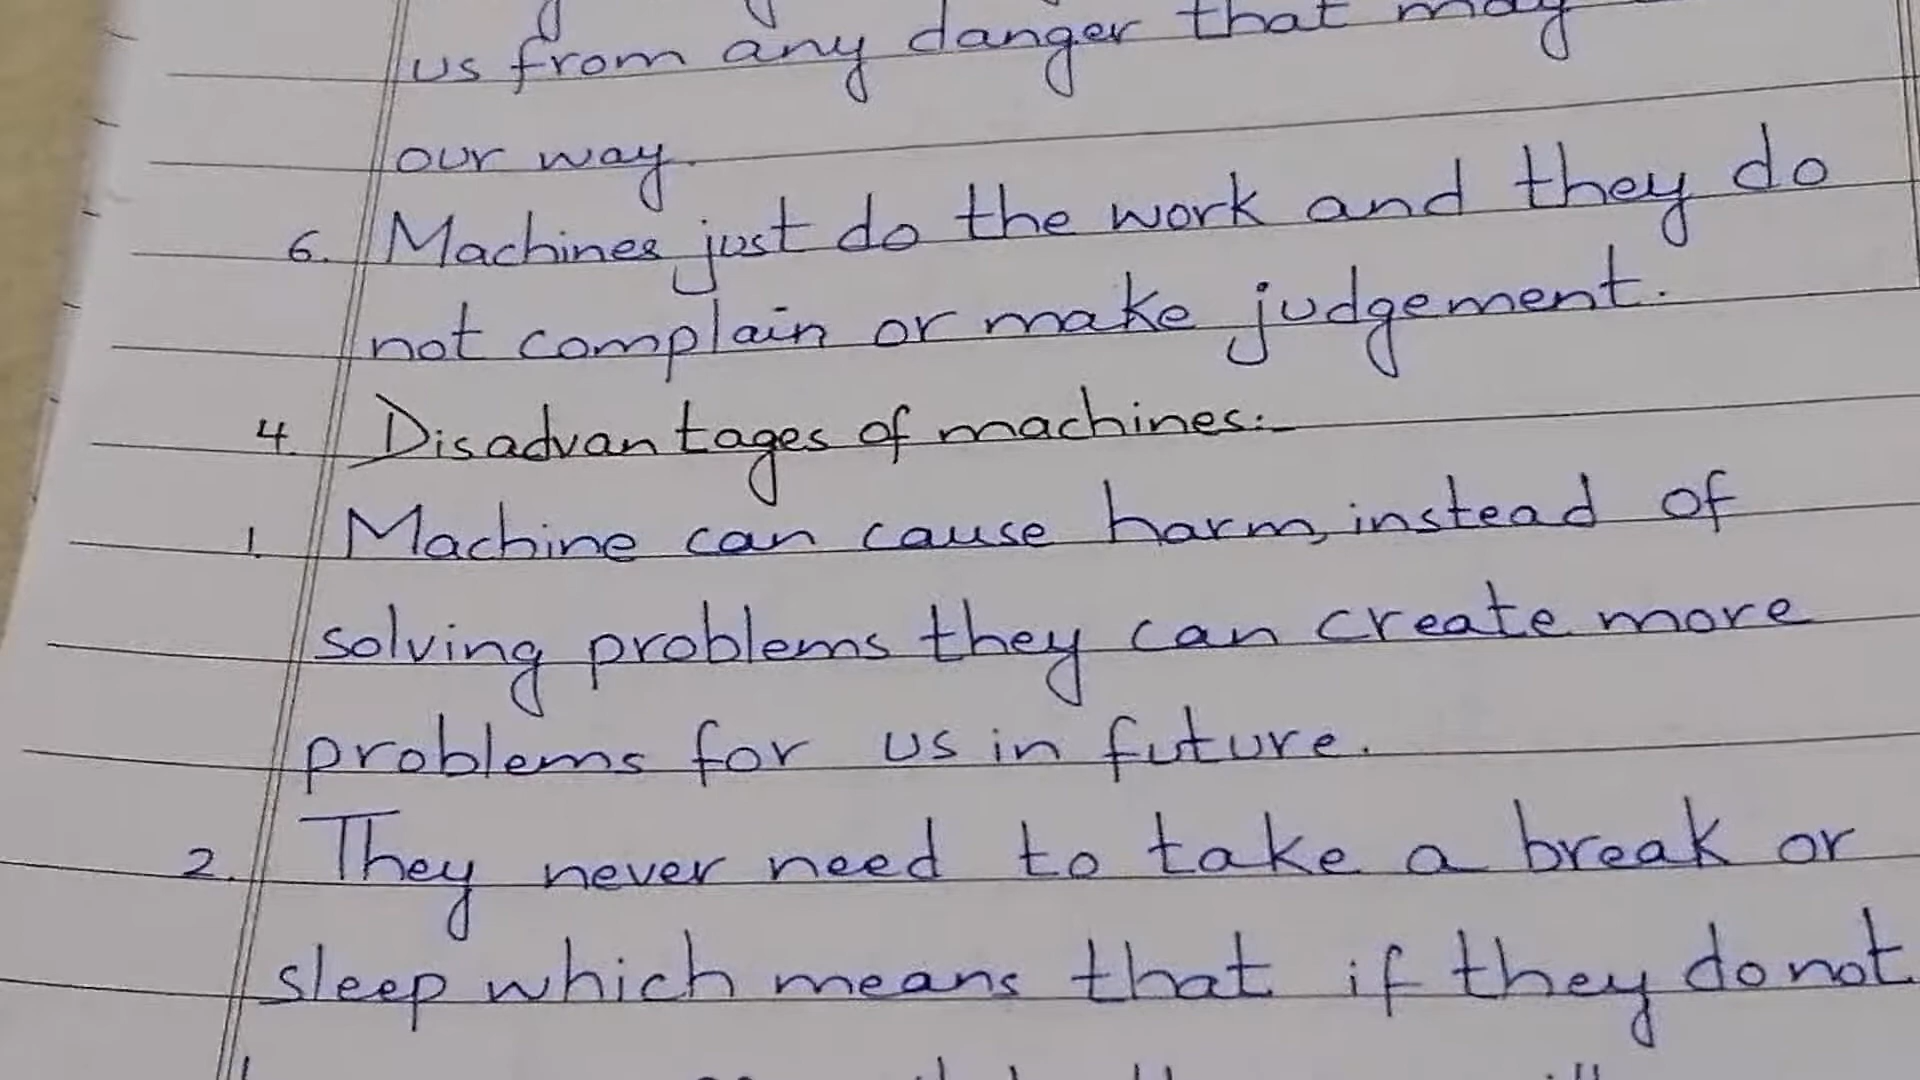 us from any danger that may
our way.
6. Machines just do the work and they do
not complain or make judgement.
4. Disadvantages of machines:-
1. Machine can cause harm, instead of
solving problems they can create more
problems for us in future.
2. They never need to take a break or
sleep which means that if they do not